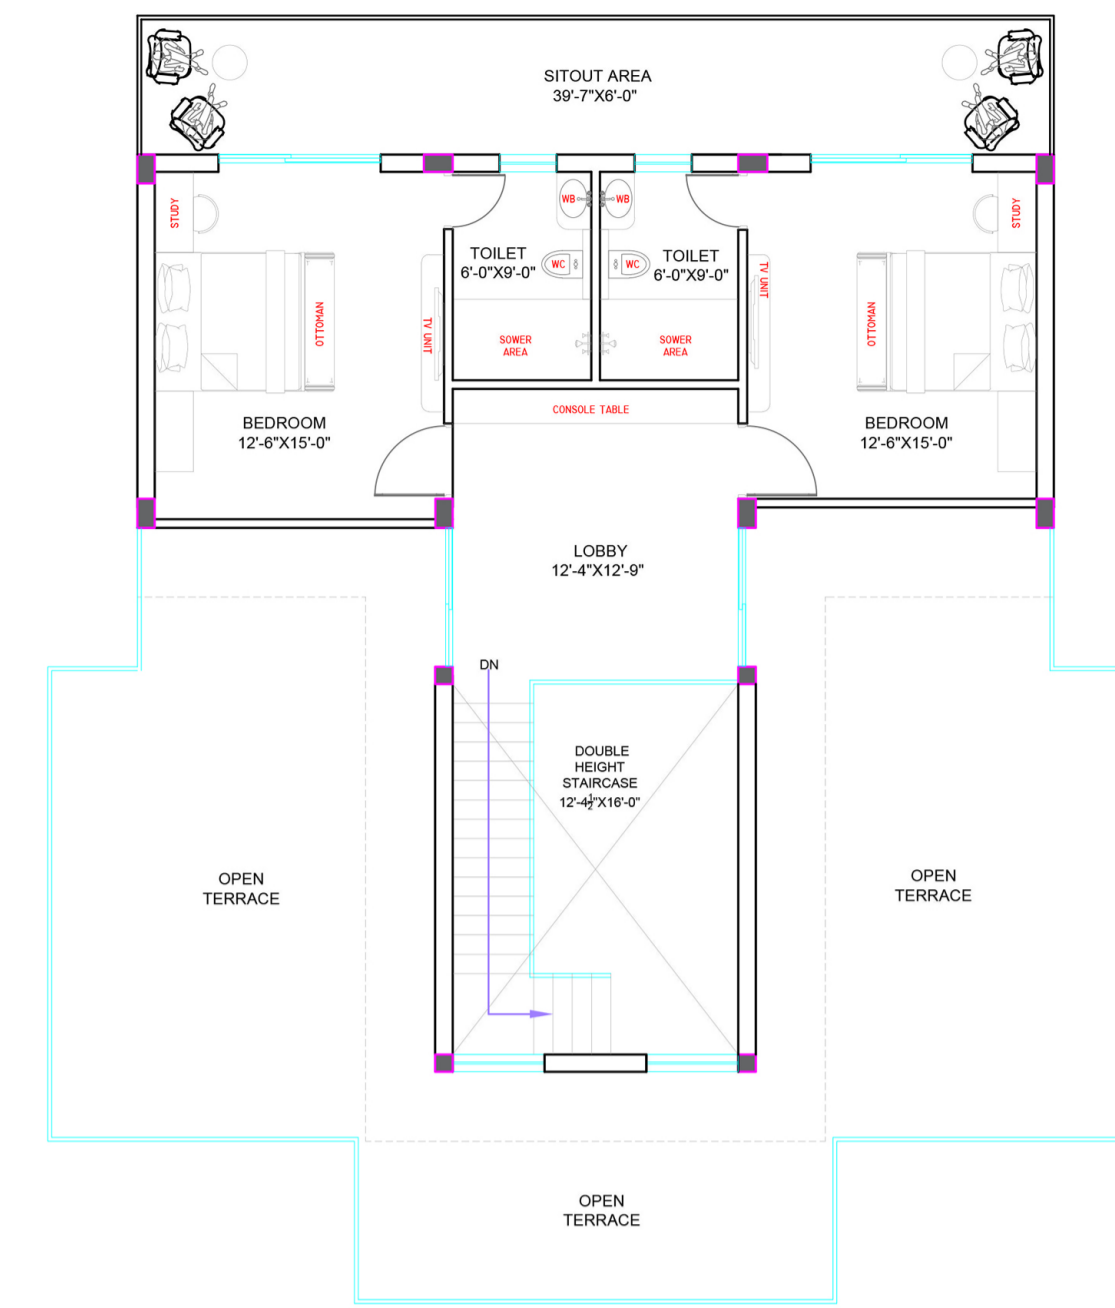 SITOUT AREA
39'-7"X6'-0"
STUDY
WB
WB
STUDY
TOILET
6'-0"X9'-0"
WC
WC
TOILET
6'-0"X9'-0"
OTTOMAN
TV UNIT
SOWER
AREA
SOWER
AREA
TV UNIT
OTTOMAN
CONSOLE TABLE
BEDROOM
12'-6"X15'-0"
BEDROOM
12'-6"X15'-0"
LOBBY
12'-4"X12'-9"
DN
DOUBLE
HEIGHT
STAIRCASE
12'-4½"X16'-0"
OPEN
TERRACE
OPEN
TERRACE
OPEN
TERRACE